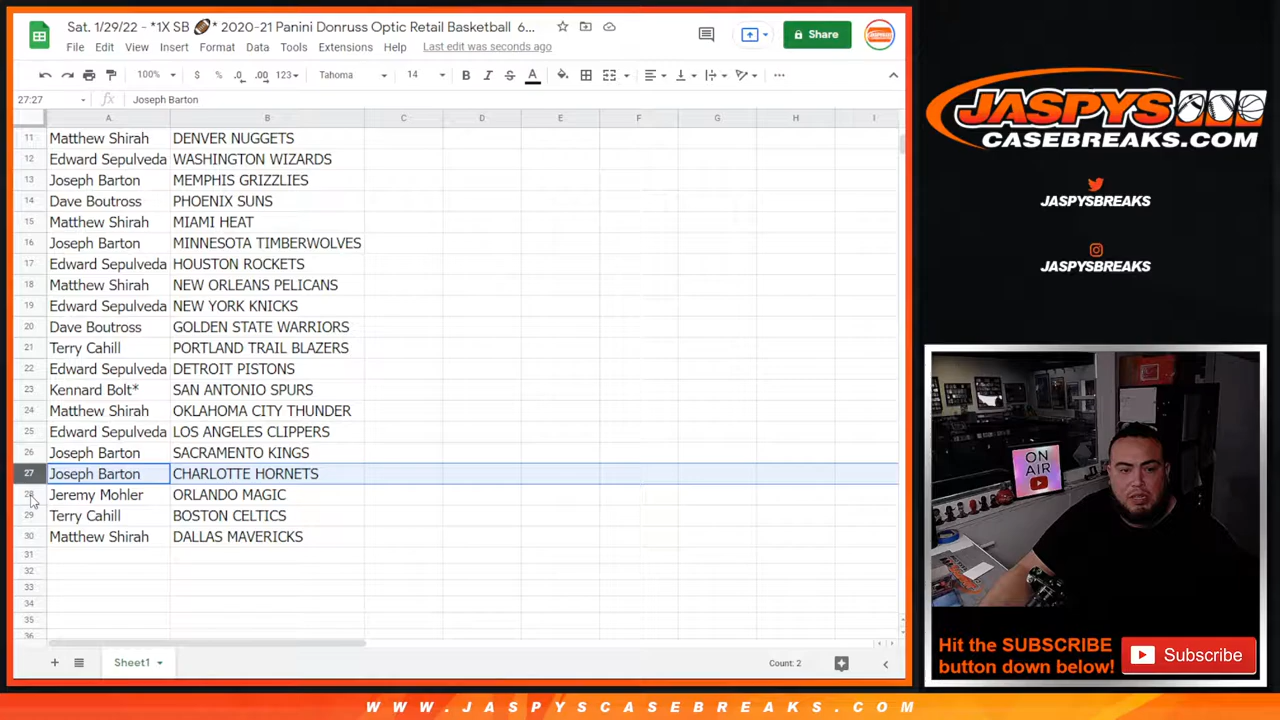 Sat. 1/29/22 - *1X SB 🏈* 2020-21 Panini Donruss Optic Retail Basketball 6...
File Edit View Insert Format Data Tools Extensions Help Last edit was seconds ago
Share
100% $ % .0 .00 123 Tahoma 14 B I S A
27:27 fx Joseph Barton
A B C D E F G H I
11 Matthew Shirah DENVER NUGGETS
12 Edward Sepulveda WASHINGTON WIZARDS
13 Joseph Barton MEMPHIS GRIZZLIES
14 Dave Boutross PHOENIX SUNS
15 Matthew Shirah MIAMI HEAT
16 Joseph Barton MINNESOTA TIMBERWOLVES
17 Edward Sepulveda HOUSTON ROCKETS
18 Matthew Shirah NEW ORLEANS PELICANS
19 Edward Sepulveda NEW YORK KNICKS
20 Dave Boutross GOLDEN STATE WARRIORS
21 Terry Cahill PORTLAND TRAIL BLAZERS
22 Edward Sepulveda DETROIT PISTONS
23 Kennard Bolt* SAN ANTONIO SPURS
24 Matthew Shirah OKLAHOMA CITY THUNDER
25 Edward Sepulveda LOS ANGELES CLIPPERS
26 Joseph Barton SACRAMENTO KINGS
27 Joseph Barton CHARLOTTE HORNETS
28 Jeremy Mohler ORLANDO MAGIC
29 Terry Cahill BOSTON CELTICS
30 Matthew Shirah DALLAS MAVERICKS
31
32
33
34
35
36
Sheet1
Count: 2
JASPYS
CASEBREAKS.COM
JASPYSBREAKS
JASPYSBREAKS
ON
AIR
Hit the SUBSCRIBE
button down below!
Subscribe
WWW.JASPYSCASEBREAKS.COM